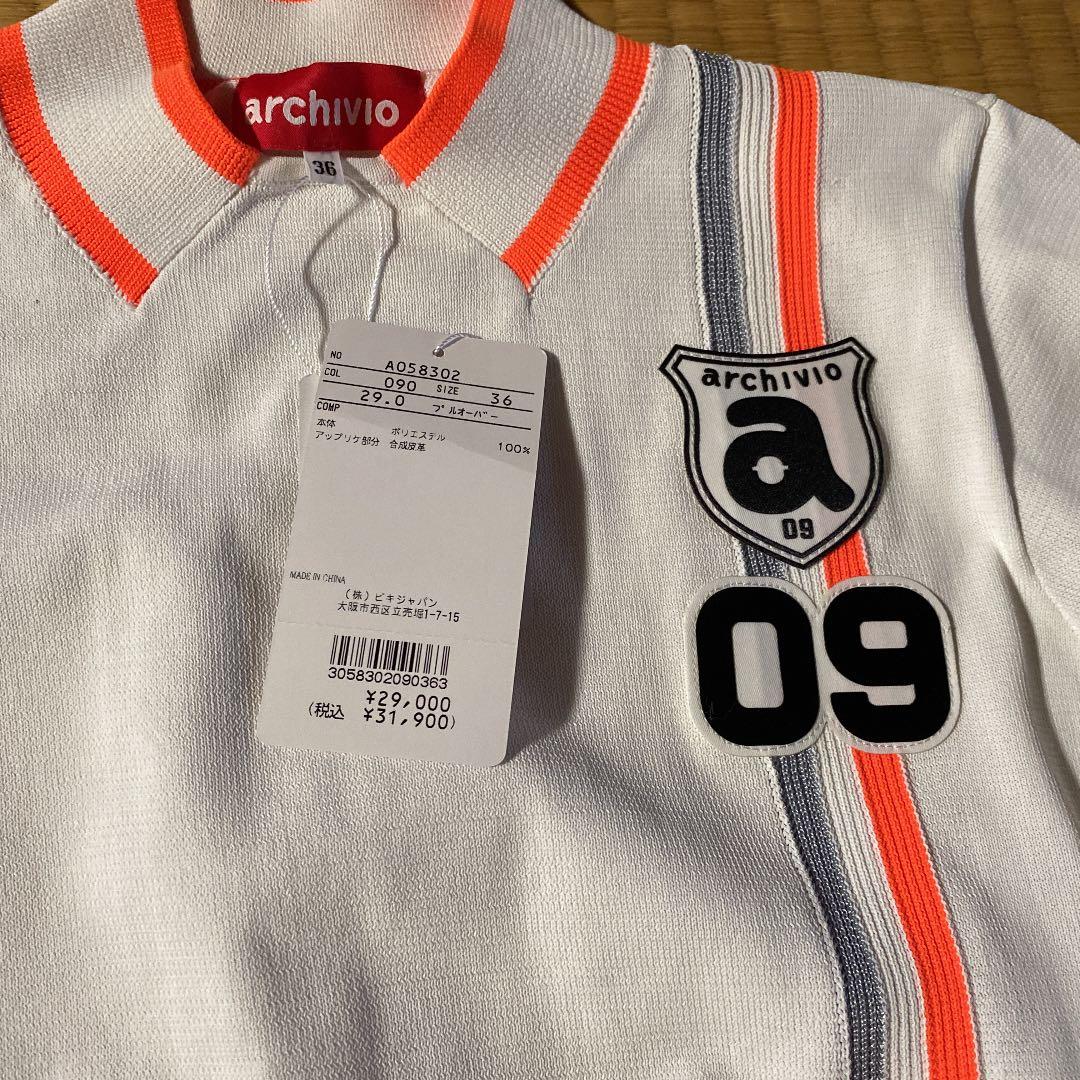 archivio
36
NO A058302
COL 090 SIZE 36
29.0 プルオーバー
COMP
本体 ポリエステル 100%
アップリケ部分 合成皮革
MADE IN CHINA
(株)ビキジャパン
大阪市西区立売堀1-7-15
3058302090363
¥29,000
(税込 ¥31,900)
archivio
a
09
09